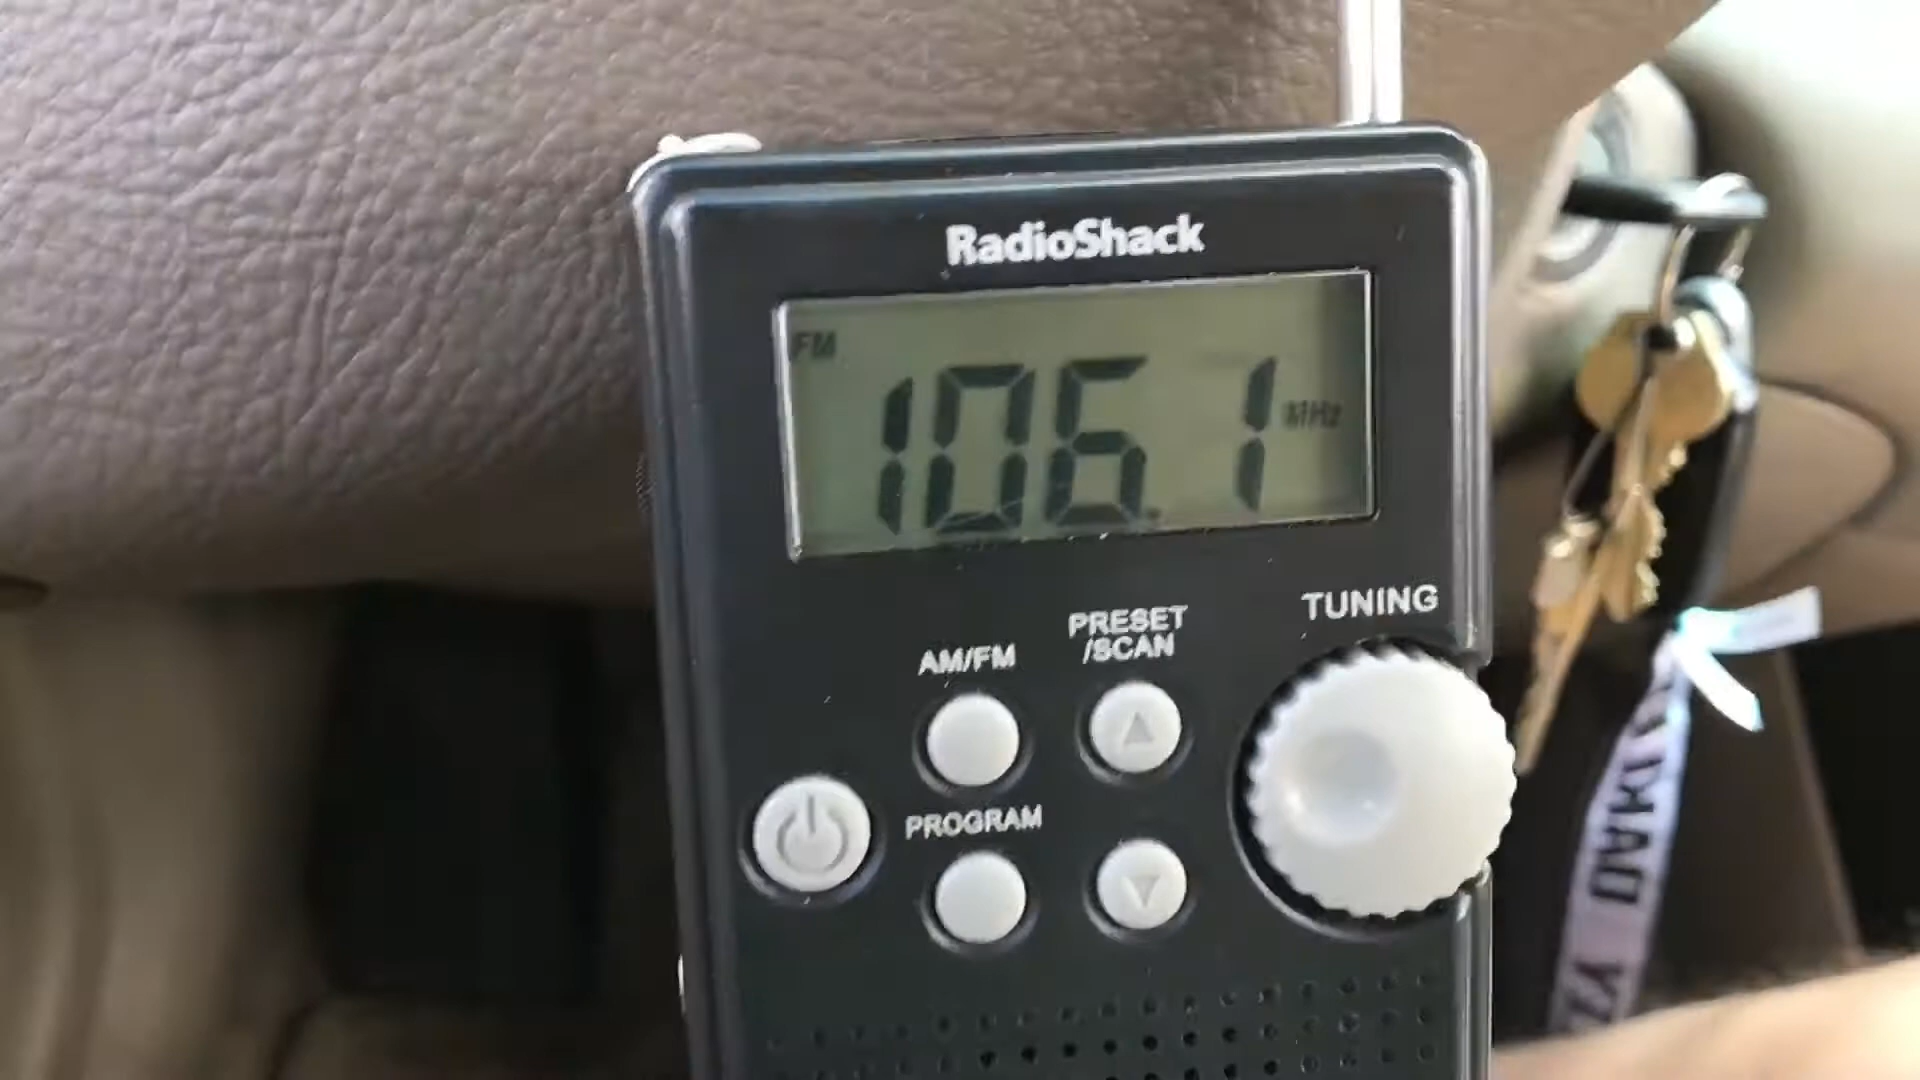 RadioShack
FM
106.1 MHz
TUNING
PRESET
/SCAN
AM/FM
PROGRAM